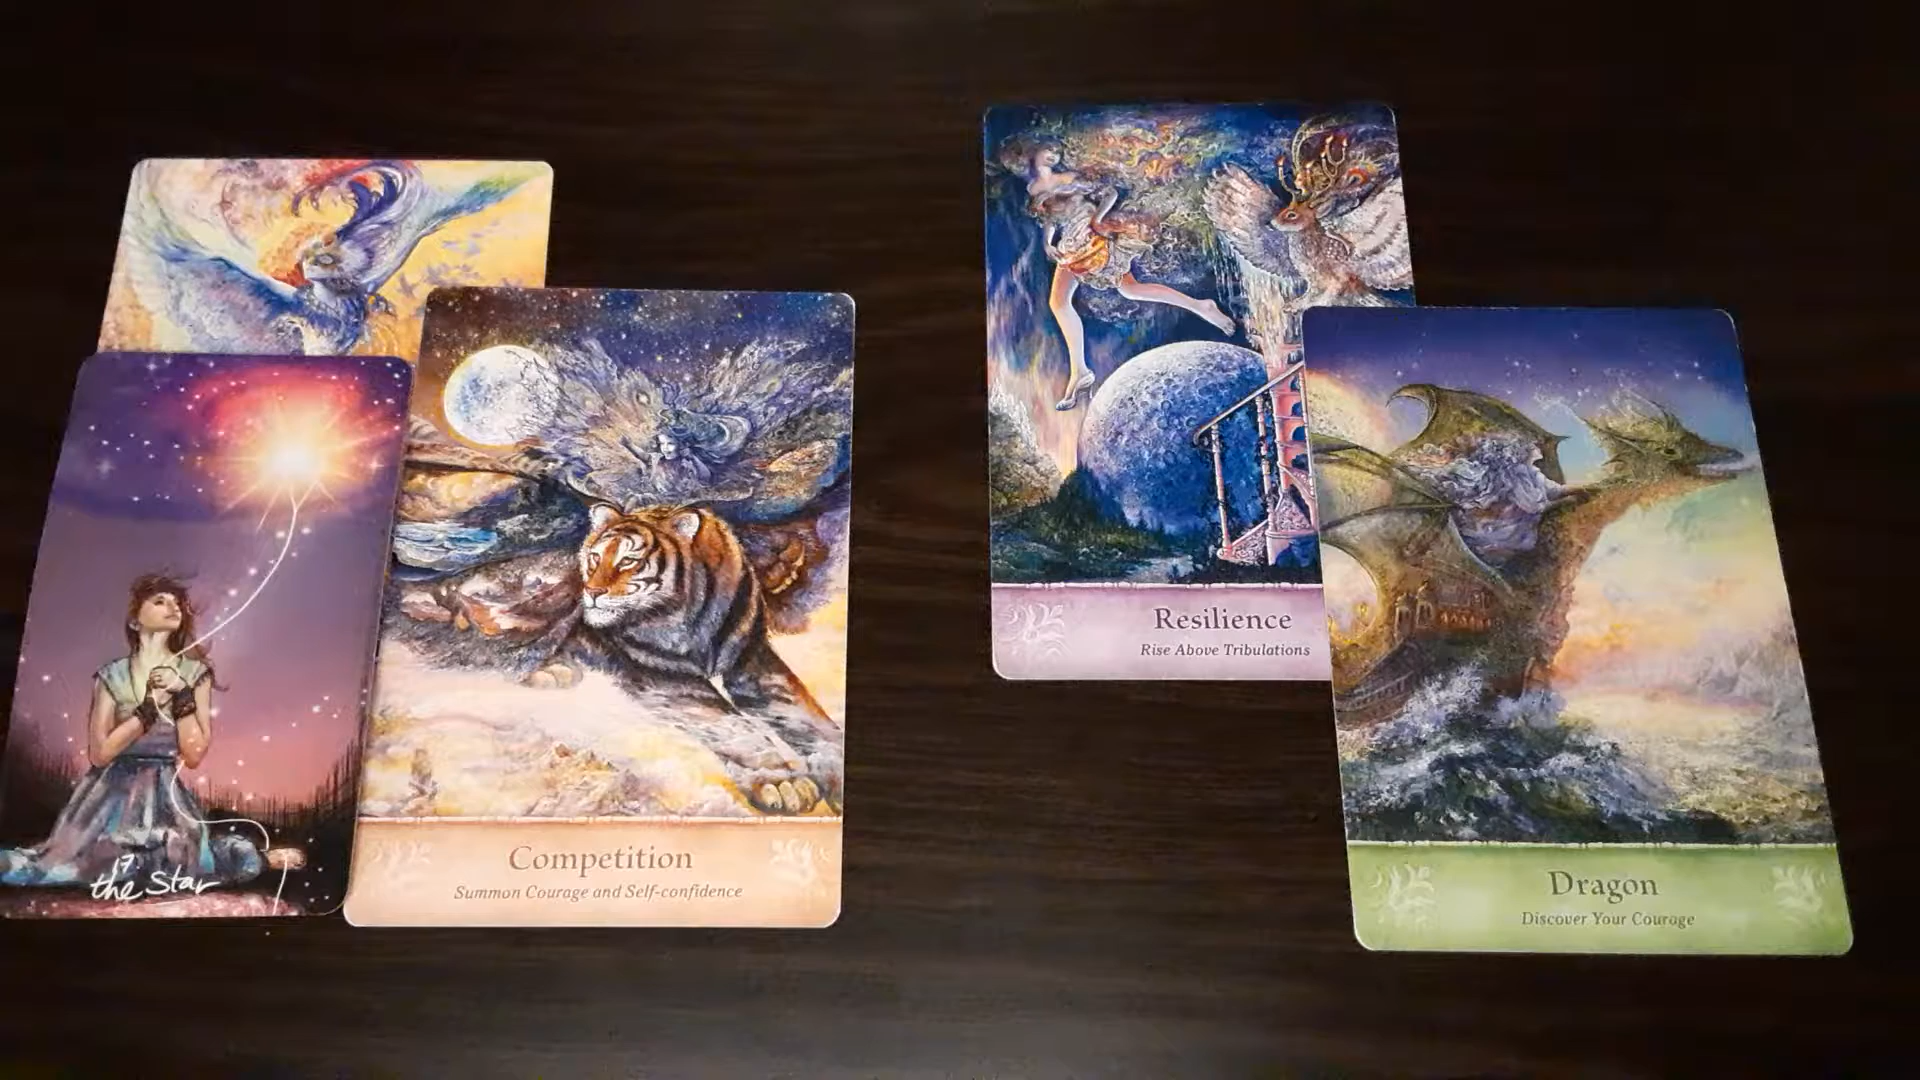 17
the Star
Competition
Summon Courage and Self-confidence
Resilience
Rise Above Tribulations
Dragon
Discover Your Courage